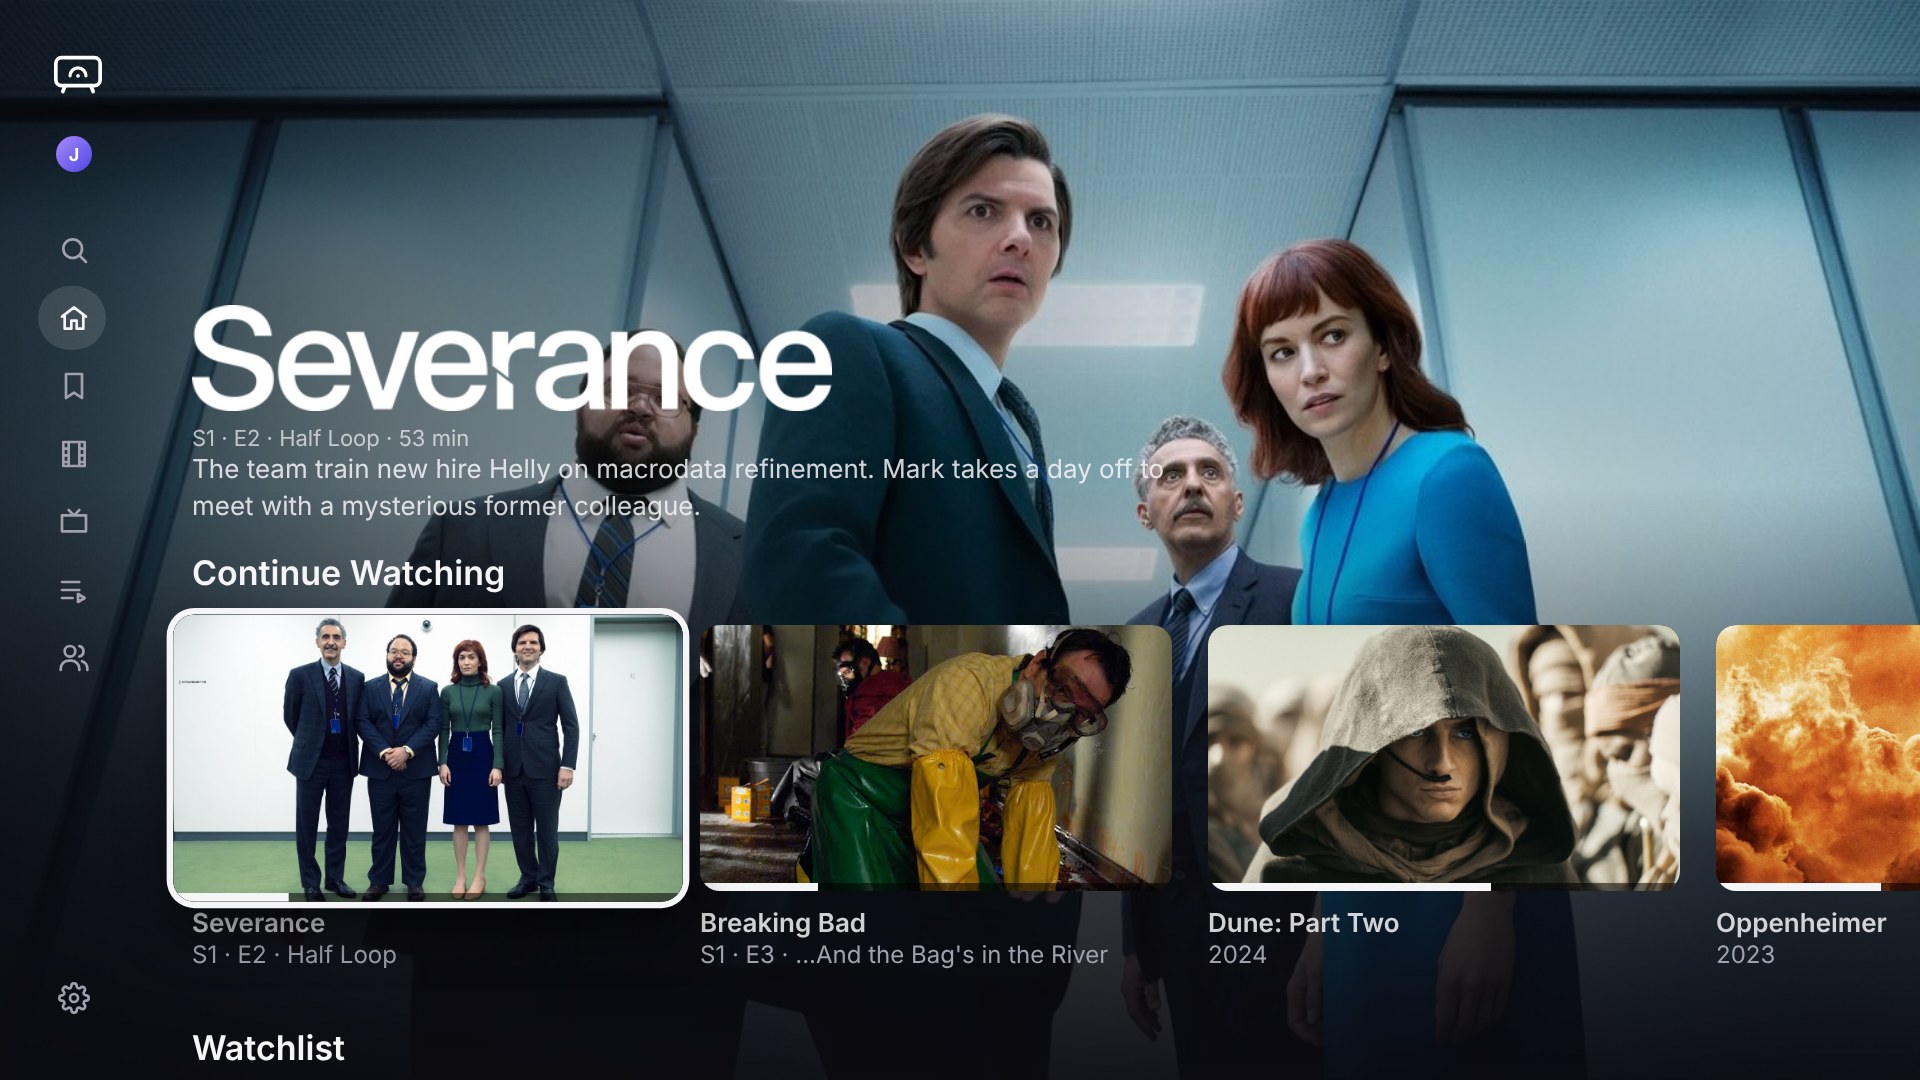 J
Severance
S1 · E2 · Half Loop · 53 min
The team train new hire Helly on macrodata refinement. Mark takes a day off to
meet with a mysterious former colleague.
Continue Watching
Severance
S1 · E2 · Half Loop
Breaking Bad
S1 · E3 · ...And the Bag's in the River
Dune: Part Two
2024
Oppenheimer
2023
Watchlist